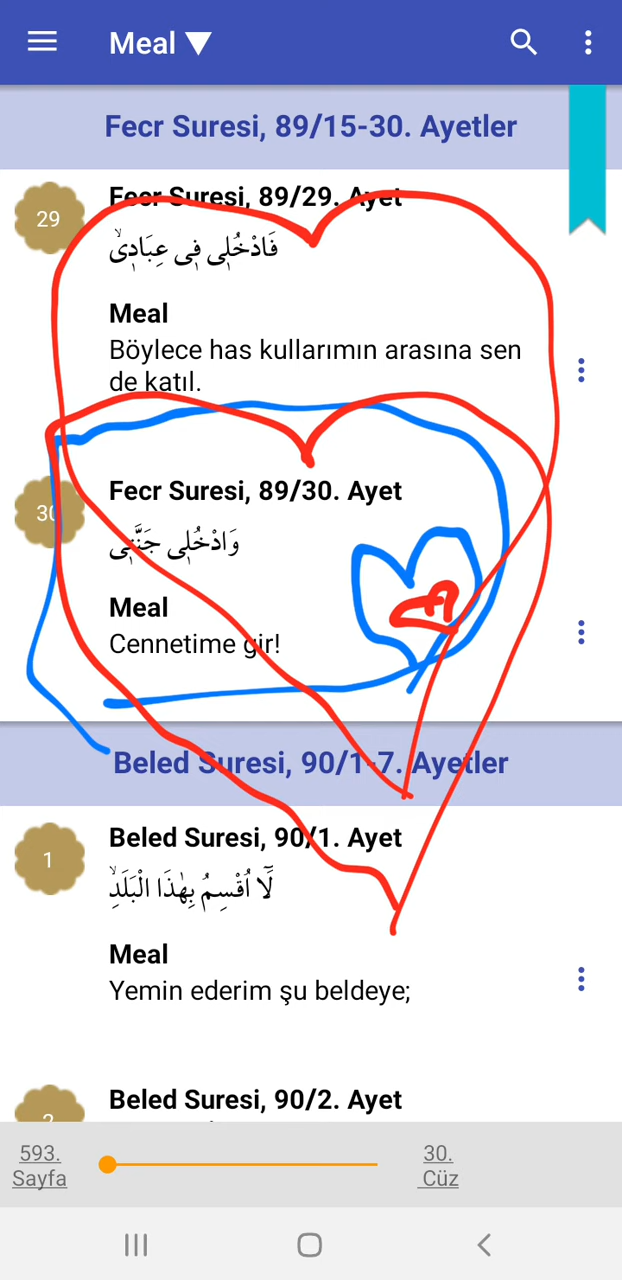 Meal ▼
Fecr Suresi, 89/15-30. Ayetler
29
Fecr Suresi, 89/29. Ayet
فَادْخُلٖى فٖى عِبَادٖىۙ
Meal
Böylece has kullarımın arasına sen
de katıl.
30
Fecr Suresi, 89/30. Ayet
وَادْخُلٖى جَنَّتٖى
Meal
Cennetime gir!
Beled Suresi, 90/1-7. Ayetler
1
Beled Suresi, 90/1. Ayet
لَٓا اُقْسِمُ بِهٰذَا الْبَلَدِۙ
Meal
Yemin ederim şu beldeye;
2
Beled Suresi, 90/2. Ayet
593.
Sayfa
30.
Cüz